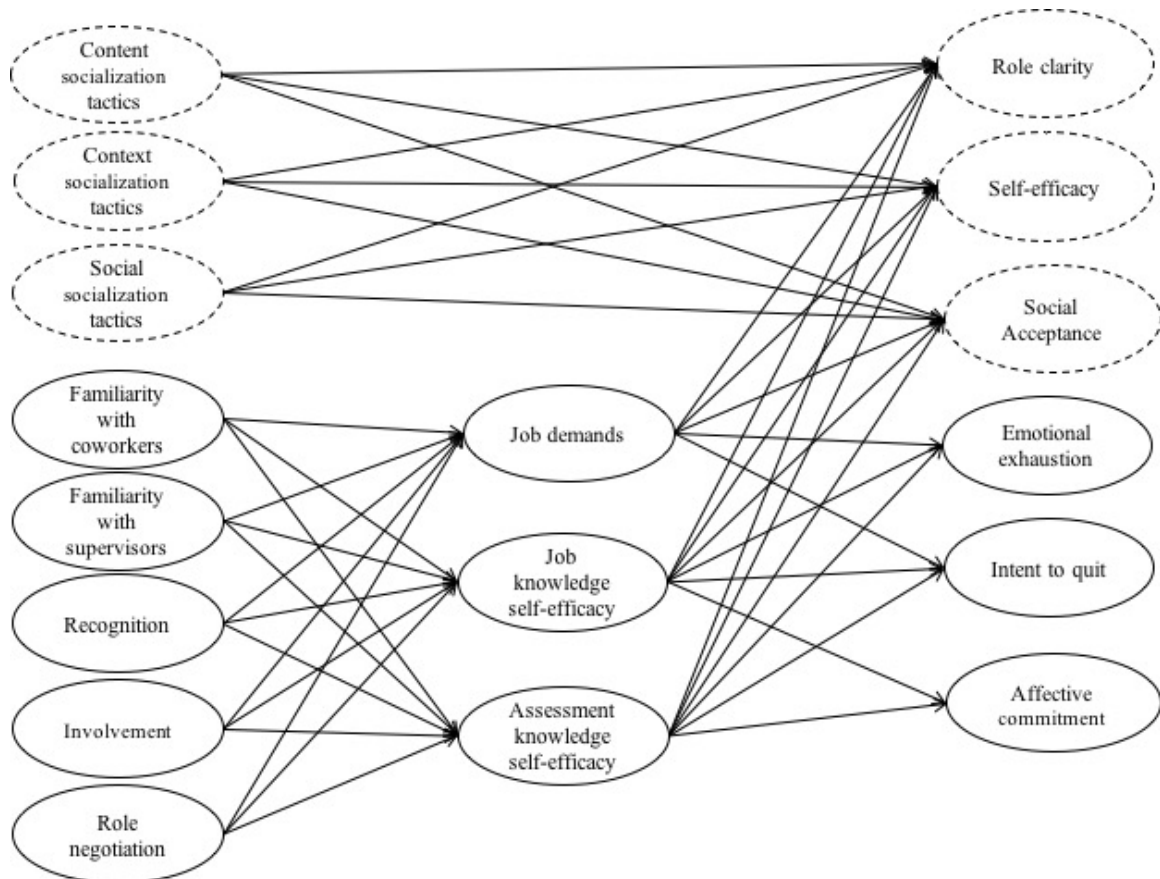 Content
socialization
tactics
Context
socialization
tactics
Social
socialization
tactics
Familiarity
with
coworkers
Familiarity
with
supervisors
Recognition
Involvement
Role
negotiation
Job demands
Job
knowledge
self-efficacy
Assessment
knowledge
self-efficacy
Role clarity
Self-efficacy
Social
Acceptance
Emotional
exhaustion
Intent to quit
Affective
commitment